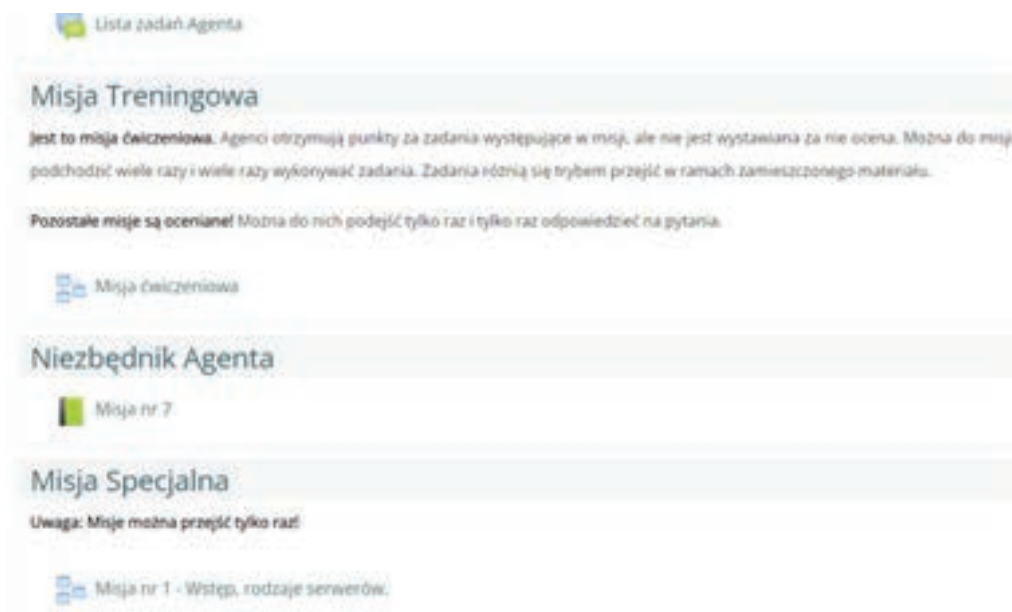 Lista zadań Agenta
Misja Treningowa
Jest to misja ćwiczeniowa. Agenci otrzymują punkty za zadania występujące w misji, ale nie jest wystawiana za nie ocena. Można do misji
podchodzić wiele razy i wiele razy wykonywać zadania. Zadania różnią się trybem przejść w ramach zamieszczonego materiału.
Pozostałe misje są oceniane! Można do nich podejść tylko raz i tylko raz odpowiedzieć na pytania.
Misja ćwiczeniowa
Niezbędnik Agenta
Misja nr 7
Misja Specjalna
Uwaga: Misje można przejść tylko raz!
Misja nr 1 - Wstęp, rodzaje serwerów.